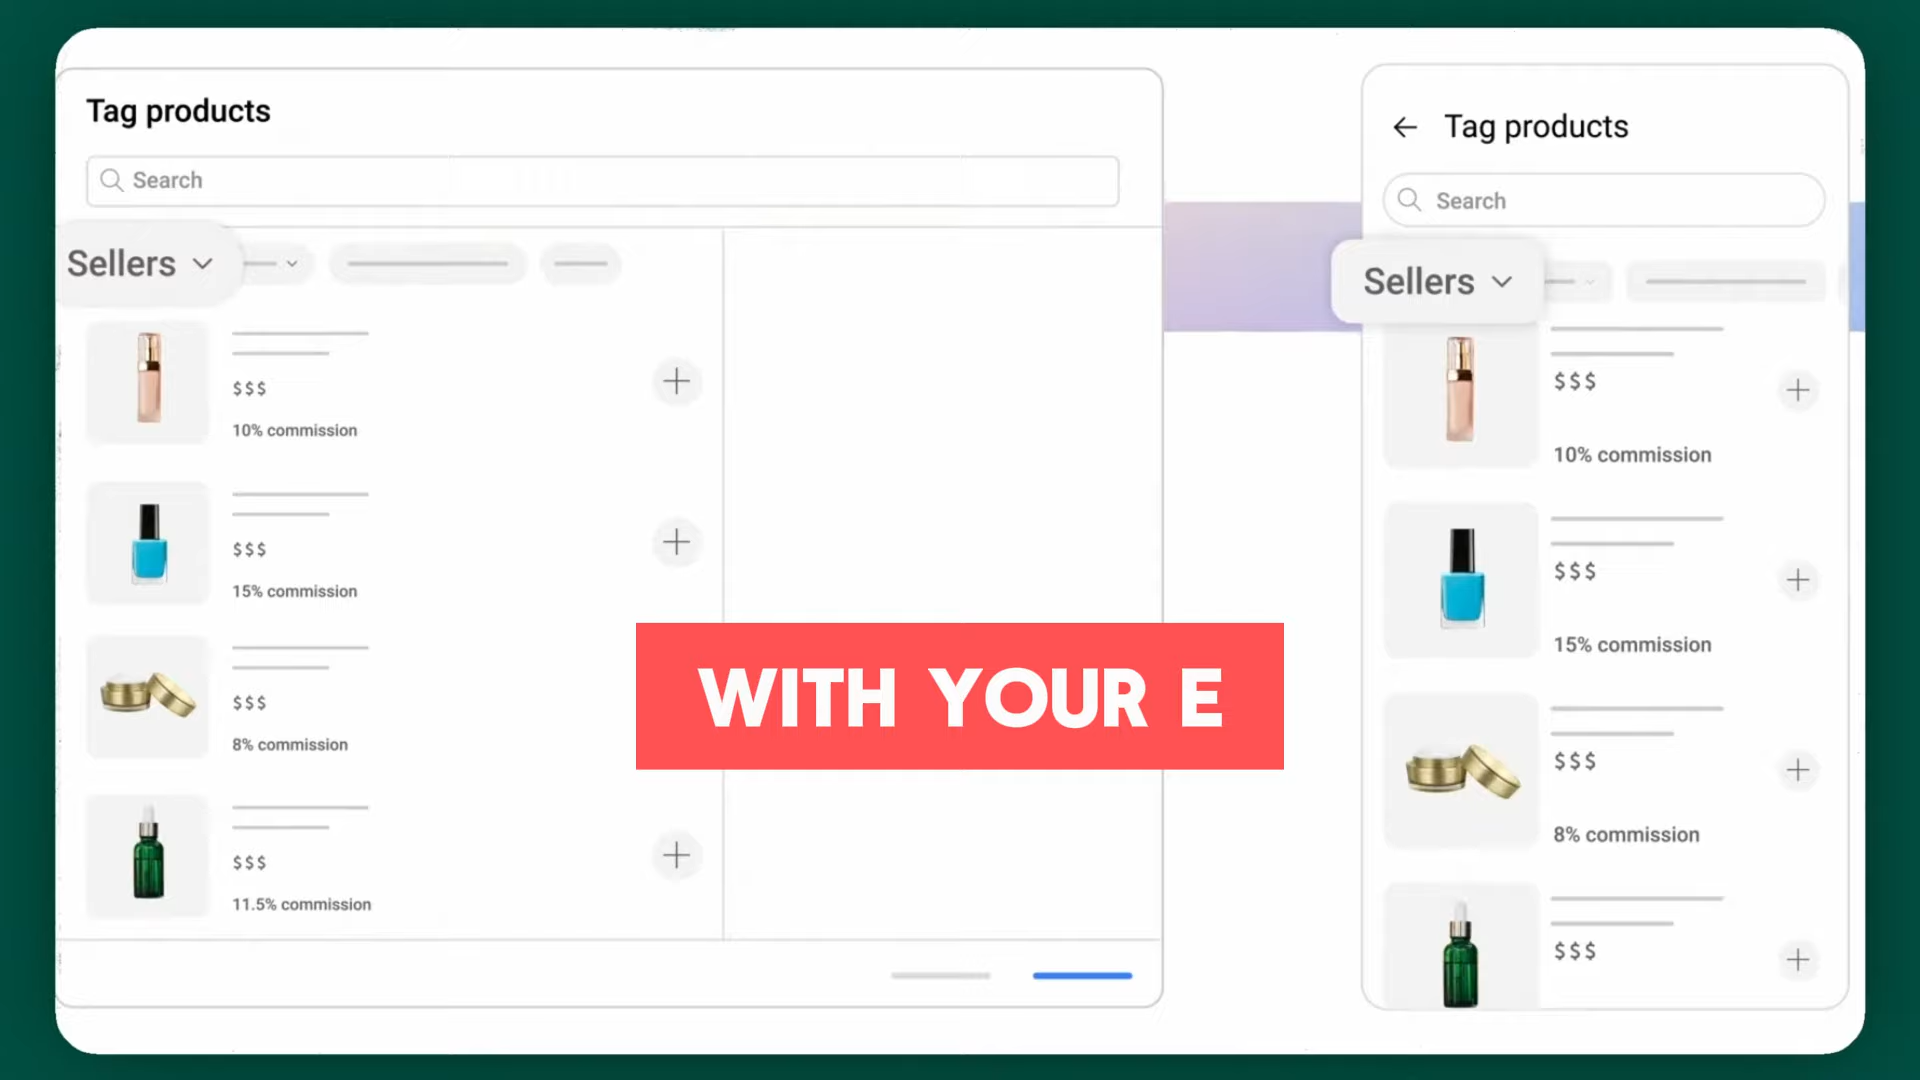 Tag products
Search
Sellers
$$$
10% commission
$$$
15% commission
$$$
8% commission
$$$
11.5% commission
WITH YOUR E
Tag products
Search
Sellers
$$$
10% commission
$$$
15% commission
$$$
8% commission
$$$